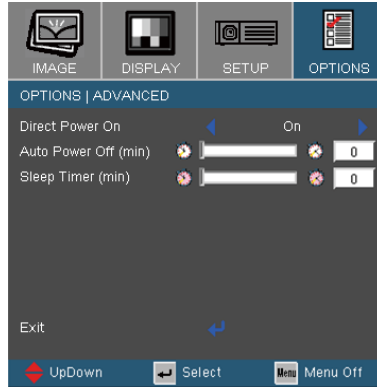 IMAGE DISPLAY SETUP OPTIONS
OPTIONS | ADVANCED
Direct Power On On
Auto Power Off (min) 0
Sleep Timer (min) 0
Exit
UpDown Select Menu Menu Off